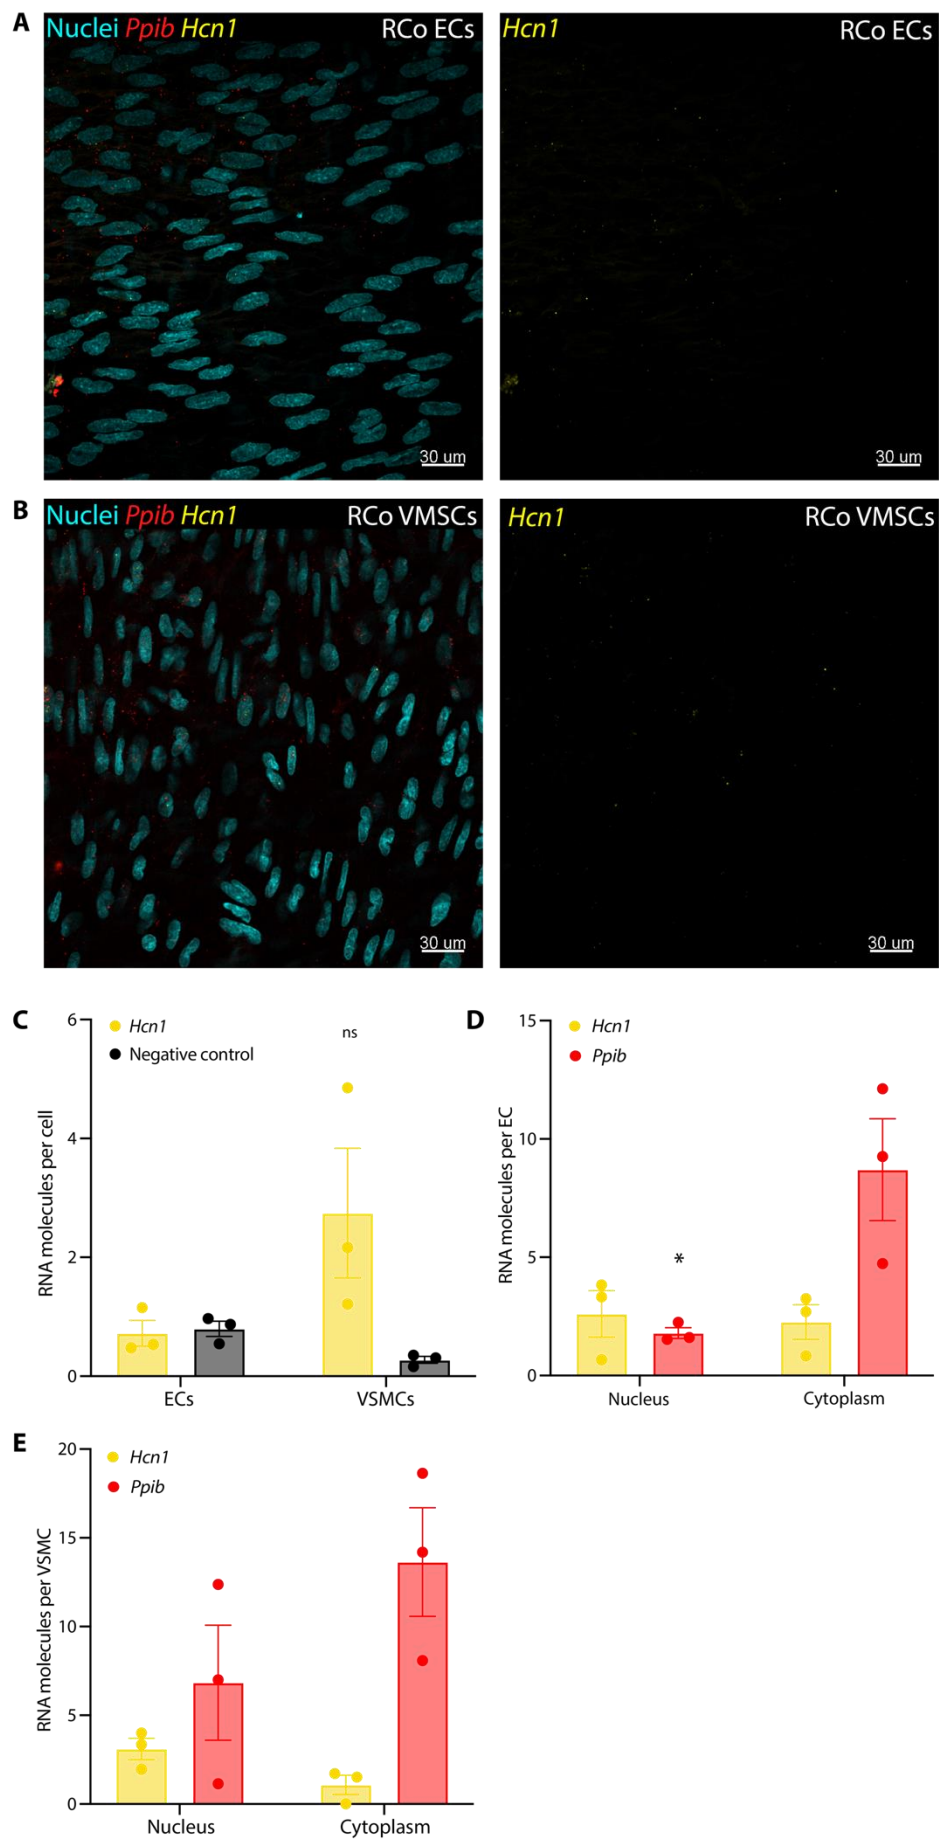 A
Nuclei Ppib Hcn1
RCo ECs
Hcn1
RCo ECs
30 um
30 um
B
Nuclei Ppib Hcn1
RCo VMSCs
Hcn1
RCo VMSCs
30 um
30 um
C
6
4
2
0
RNA molecules per cell
Hcn1
Negative control
ns
ECs
VSMCs
D
15
10
5
0
RNA molecules per EC
Hcn1
Ppib
*
Nucleus
Cytoplasm
E
20
15
10
5
0
RNA molecules per VSMC
Hcn1
Ppib
Nucleus
Cytoplasm